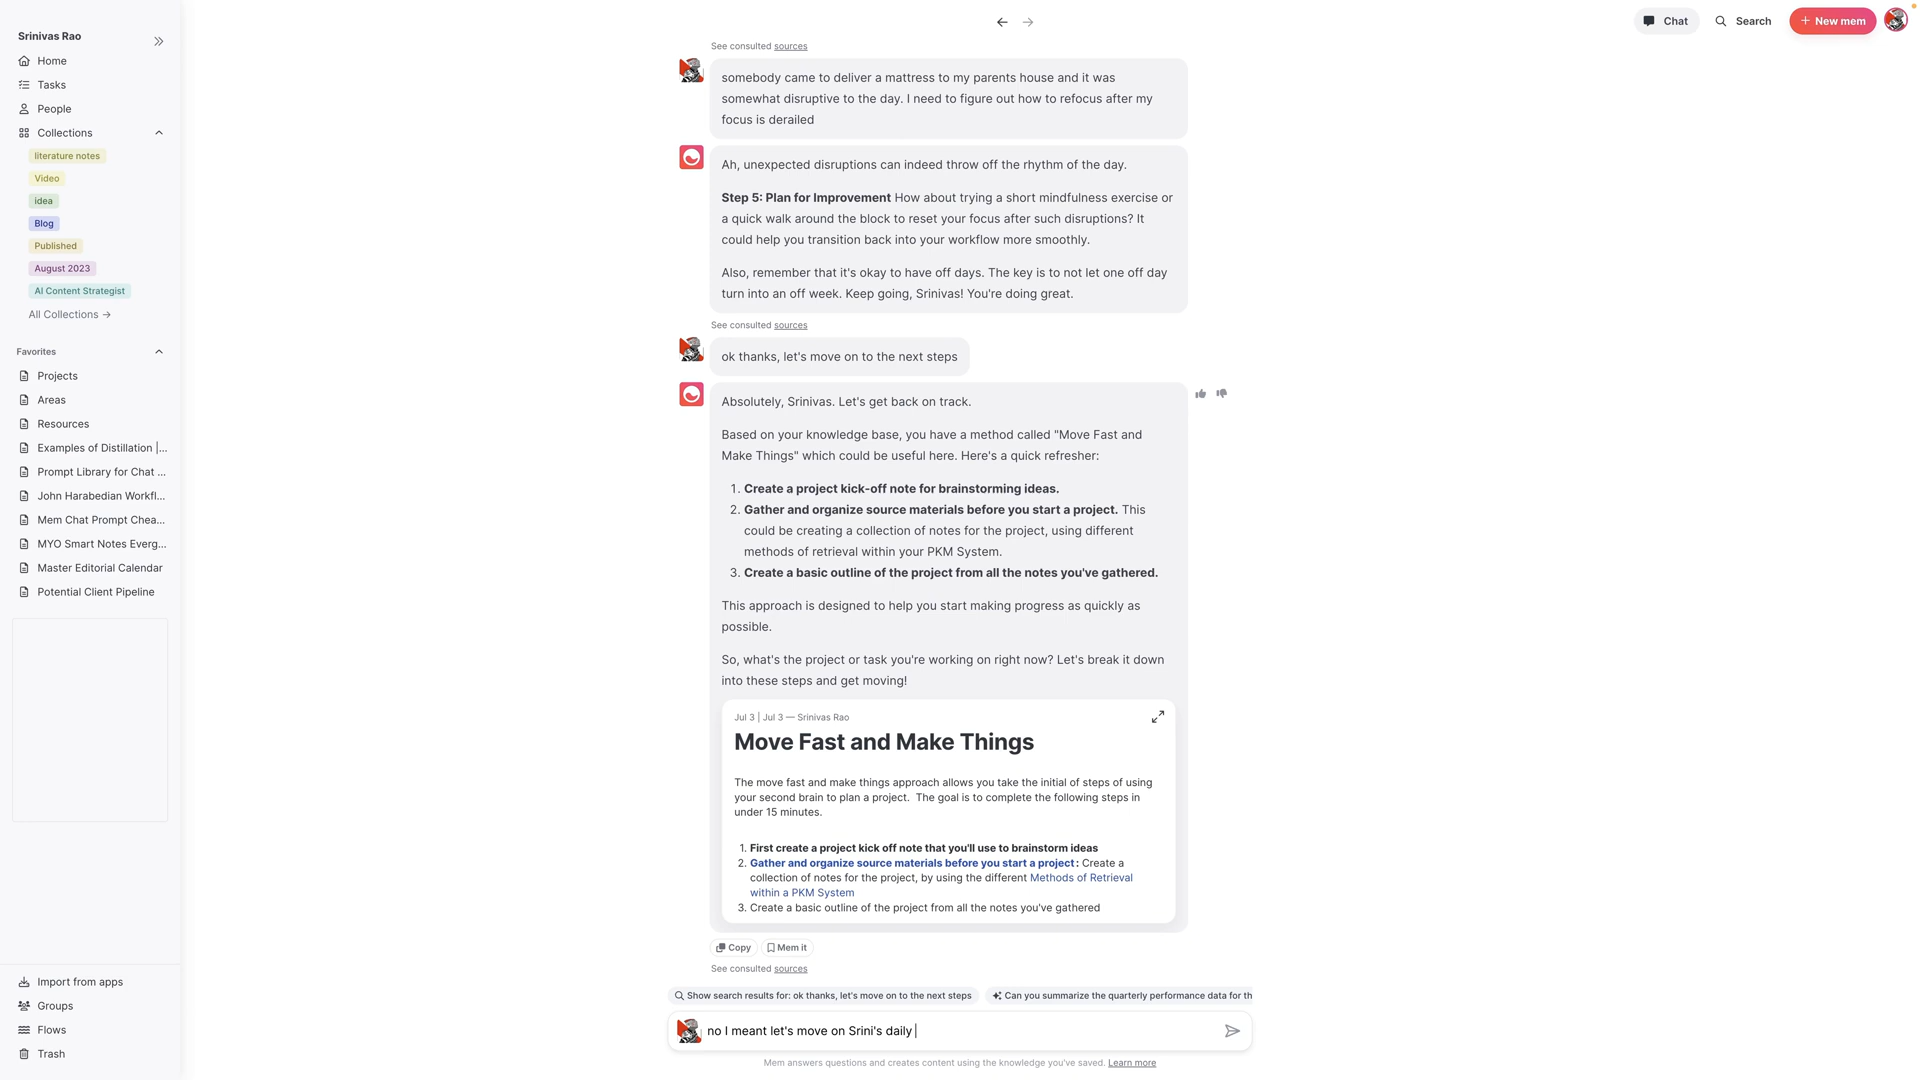 Srinivas Rao
Home
Tasks
People
Collections
literature notes
Video
idea
Blog
Published
August 2023
AI Content Strategist
All Collections →
Favorites
Projects
Areas
Resources
Examples of Distillation |...
Prompt Library for Chat ...
John Harabedian Workfl...
Mem Chat Prompt Chea...
MYO Smart Notes Everg...
Master Editorial Calendar
Potential Client Pipeline
Import from apps
Groups
Flows
Trash
Chat
Search
+ New mem
See consulted sources
somebody came to deliver a mattress to my parents house and it was
somewhat disruptive to the day. I need to figure out how to refocus after my
focus is derailed
Ah, unexpected disruptions can indeed throw off the rhythm of the day.
Step 5: Plan for Improvement How about trying a short mindfulness exercise or
a quick walk around the block to reset your focus after such disruptions? It
could help you transition back into your workflow more smoothly.
Also, remember that it's okay to have off days. The key is to not let one off day
turn into an off week. Keep going, Srinivas! You're doing great.
See consulted sources
ok thanks, let's move on to the next steps
Absolutely, Srinivas. Let's get back on track.
Based on your knowledge base, you have a method called "Move Fast and
Make Things" which could be useful here. Here's a quick refresher:
1. Create a project kick-off note for brainstorming ideas.
2. Gather and organize source materials before you start a project. This
could be creating a collection of notes for the project, using different
methods of retrieval within your PKM System.
3. Create a basic outline of the project from all the notes you've gathered.
This approach is designed to help you start making progress as quickly as
possible.
So, what's the project or task you're working on right now? Let's break it down
into these steps and get moving!
Jul 3 | Jul 3 — Srinivas Rao
Move Fast and Make Things
The move fast and make things approach allows you take the initial of steps of using
your second brain to plan a project. The goal is to complete the following steps in
under 15 minutes.
1. First create a project kick off note that you'll use to brainstorm ideas
2. Gather and organize source materials before you start a project: Create a
collection of notes for the project, by using the different Methods of Retrieval
within a PKM System
3. Create a basic outline of the project from all the notes you've gathered
Copy
Mem it
See consulted sources
Show search results for: ok thanks, let's move on to the next steps
Can you summarize the quarterly performance data for th
no I meant let's move on Srini's daily
Mem answers questions and creates content using the knowledge you've saved. Learn more